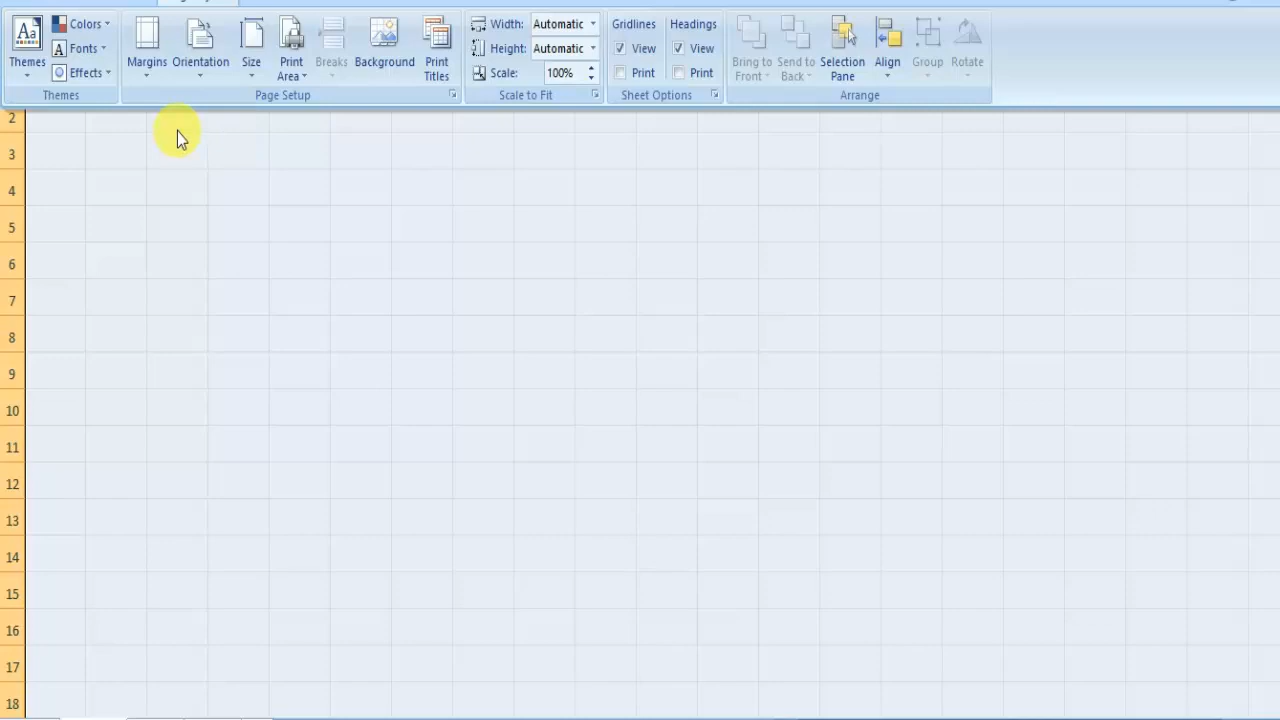 Themes
Colors
Fonts
Effects
Themes
Margins
Orientation
Size
Print Area
Breaks
Background
Print Titles
Page Setup
Width: Automatic
Height: Automatic
Scale: 100%
Scale to Fit
Gridlines
View
Print
Headings
View
Print
Sheet Options
Bring to Front
Send to Back
Selection Pane
Align
Group
Rotate
Arrange
2
3
4
5
6
7
8
9
10
11
12
13
14
15
16
17
18